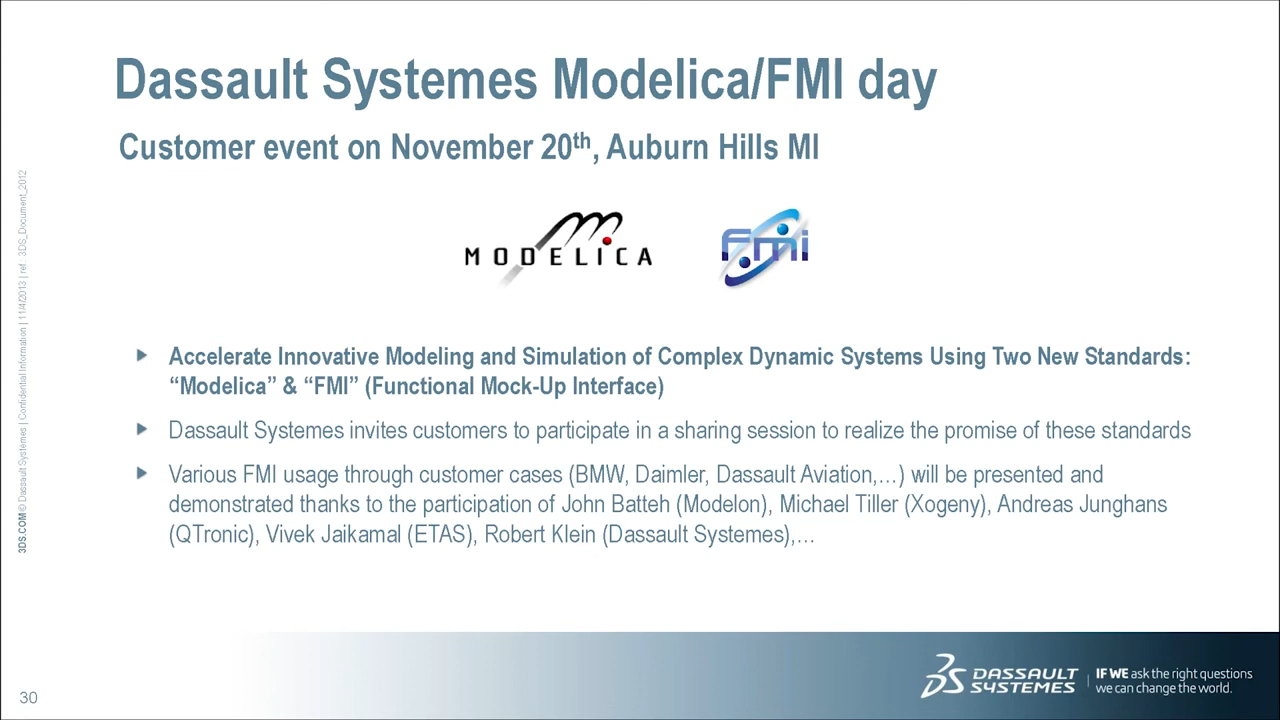 Dassault Systemes Modelica/FMI day
Customer event on November 20th, Auburn Hills MI
MODELICA
fmi
Accelerate Innovative Modeling and Simulation of Complex Dynamic Systems Using Two New Standards:
“Modelica” & “FMI” (Functional Mock-Up Interface)
Dassault Systemes invites customers to participate in a sharing session to realize the promise of these standards
Various FMI usage through customer cases (BMW, Daimler, Dassault Aviation,…) will be presented and
demonstrated thanks to the participation of John Batteh (Modelon), Michael Tiller (Xogeny), Andreas Junghans
(QTronic), Vivek Jaikamal (ETAS), Robert Klein (Dassault Systemes),…
3DS.COM © Dassault Systemes | Confidential Information | 11/4/2013 | ref.: 3DS_Document_2012
30
DASSAULT
SYSTEMES
IF WE ask the right questions
we can change the world.